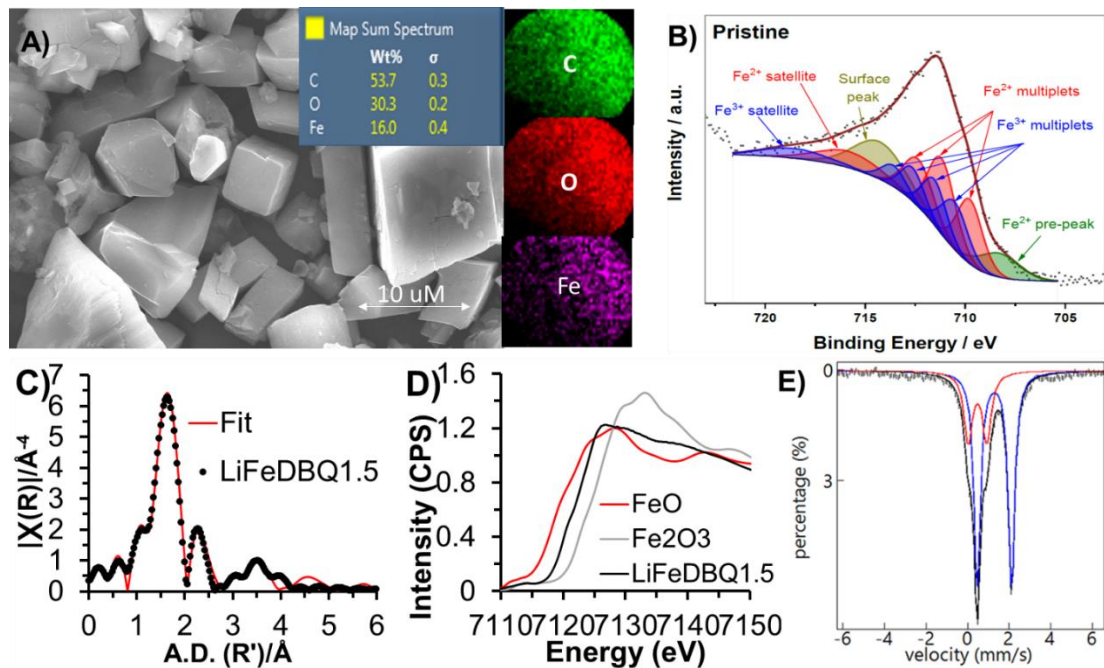 A)
Map Sum Spectrum
Wt% σ
C 53.7 0.3
O 30.3 0.2
Fe 16.0 0.4
10 uM
C
O
Fe
B)
Pristine
Fe2+ satellite
Fe3+ satellite
Surface
peak
Fe2+ multiplets
Fe3+ multiplets
Fe2+ pre-peak
Intensity / a.u.
720 715 710 705
Binding Energy / eV
C)
7
6
5
4
3
2
1
0
|X(R)|/Å-4
Fit
LiFeDBQ1.5
0 1 2 3 4 5 6
A.D. (R')/Å
D)
1.6
1.2
0.8
0.4
0
Intensity (CPS)
FeO
Fe2O3
LiFeDBQ1.5
7110 7120 7130 7140 7150
Energy (eV)
E)
0
3
percentage (%)
-6 -3 0 3 6
velocity (mm/s)